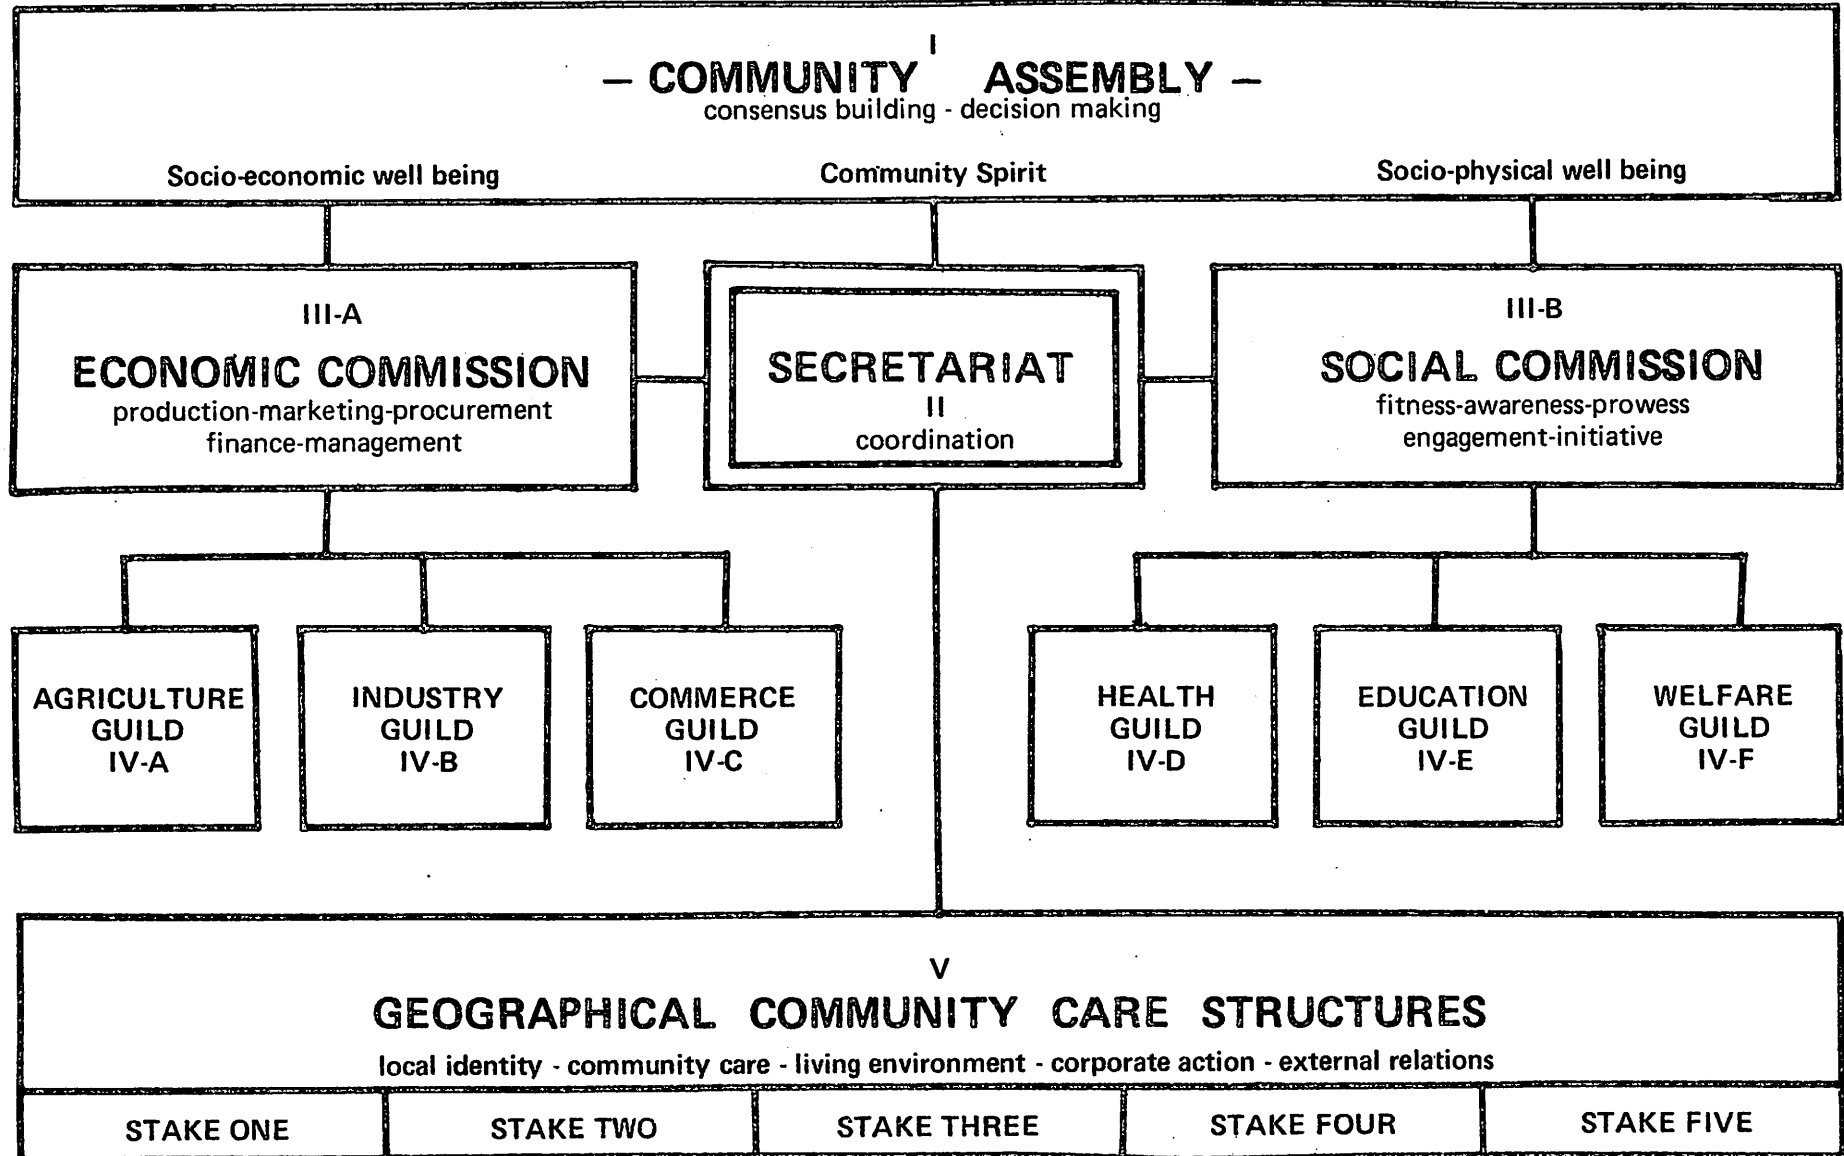 I
– COMMUNITY ASSEMBLY –
consensus building - decision making
Socio-economic well being
Community Spirit
Socio-physical well being
III-A
ECONOMIC COMMISSION
production-marketing-procurement
finance-management
SECRETARIAT
II
coordination
III-B
SOCIAL COMMISSION
fitness-awareness-prowess
engagement-initiative
AGRICULTURE
GUILD
IV-A
INDUSTRY
GUILD
IV-B
COMMERCE
GUILD
IV-C
HEALTH
GUILD
IV-D
EDUCATION
GUILD
IV-E
WELFARE
GUILD
IV-F
V
GEOGRAPHICAL COMMUNITY CARE STRUCTURES
local identity - community care - living environment - corporate action - external relations
STAKE ONE
STAKE TWO
STAKE THREE
STAKE FOUR
STAKE FIVE